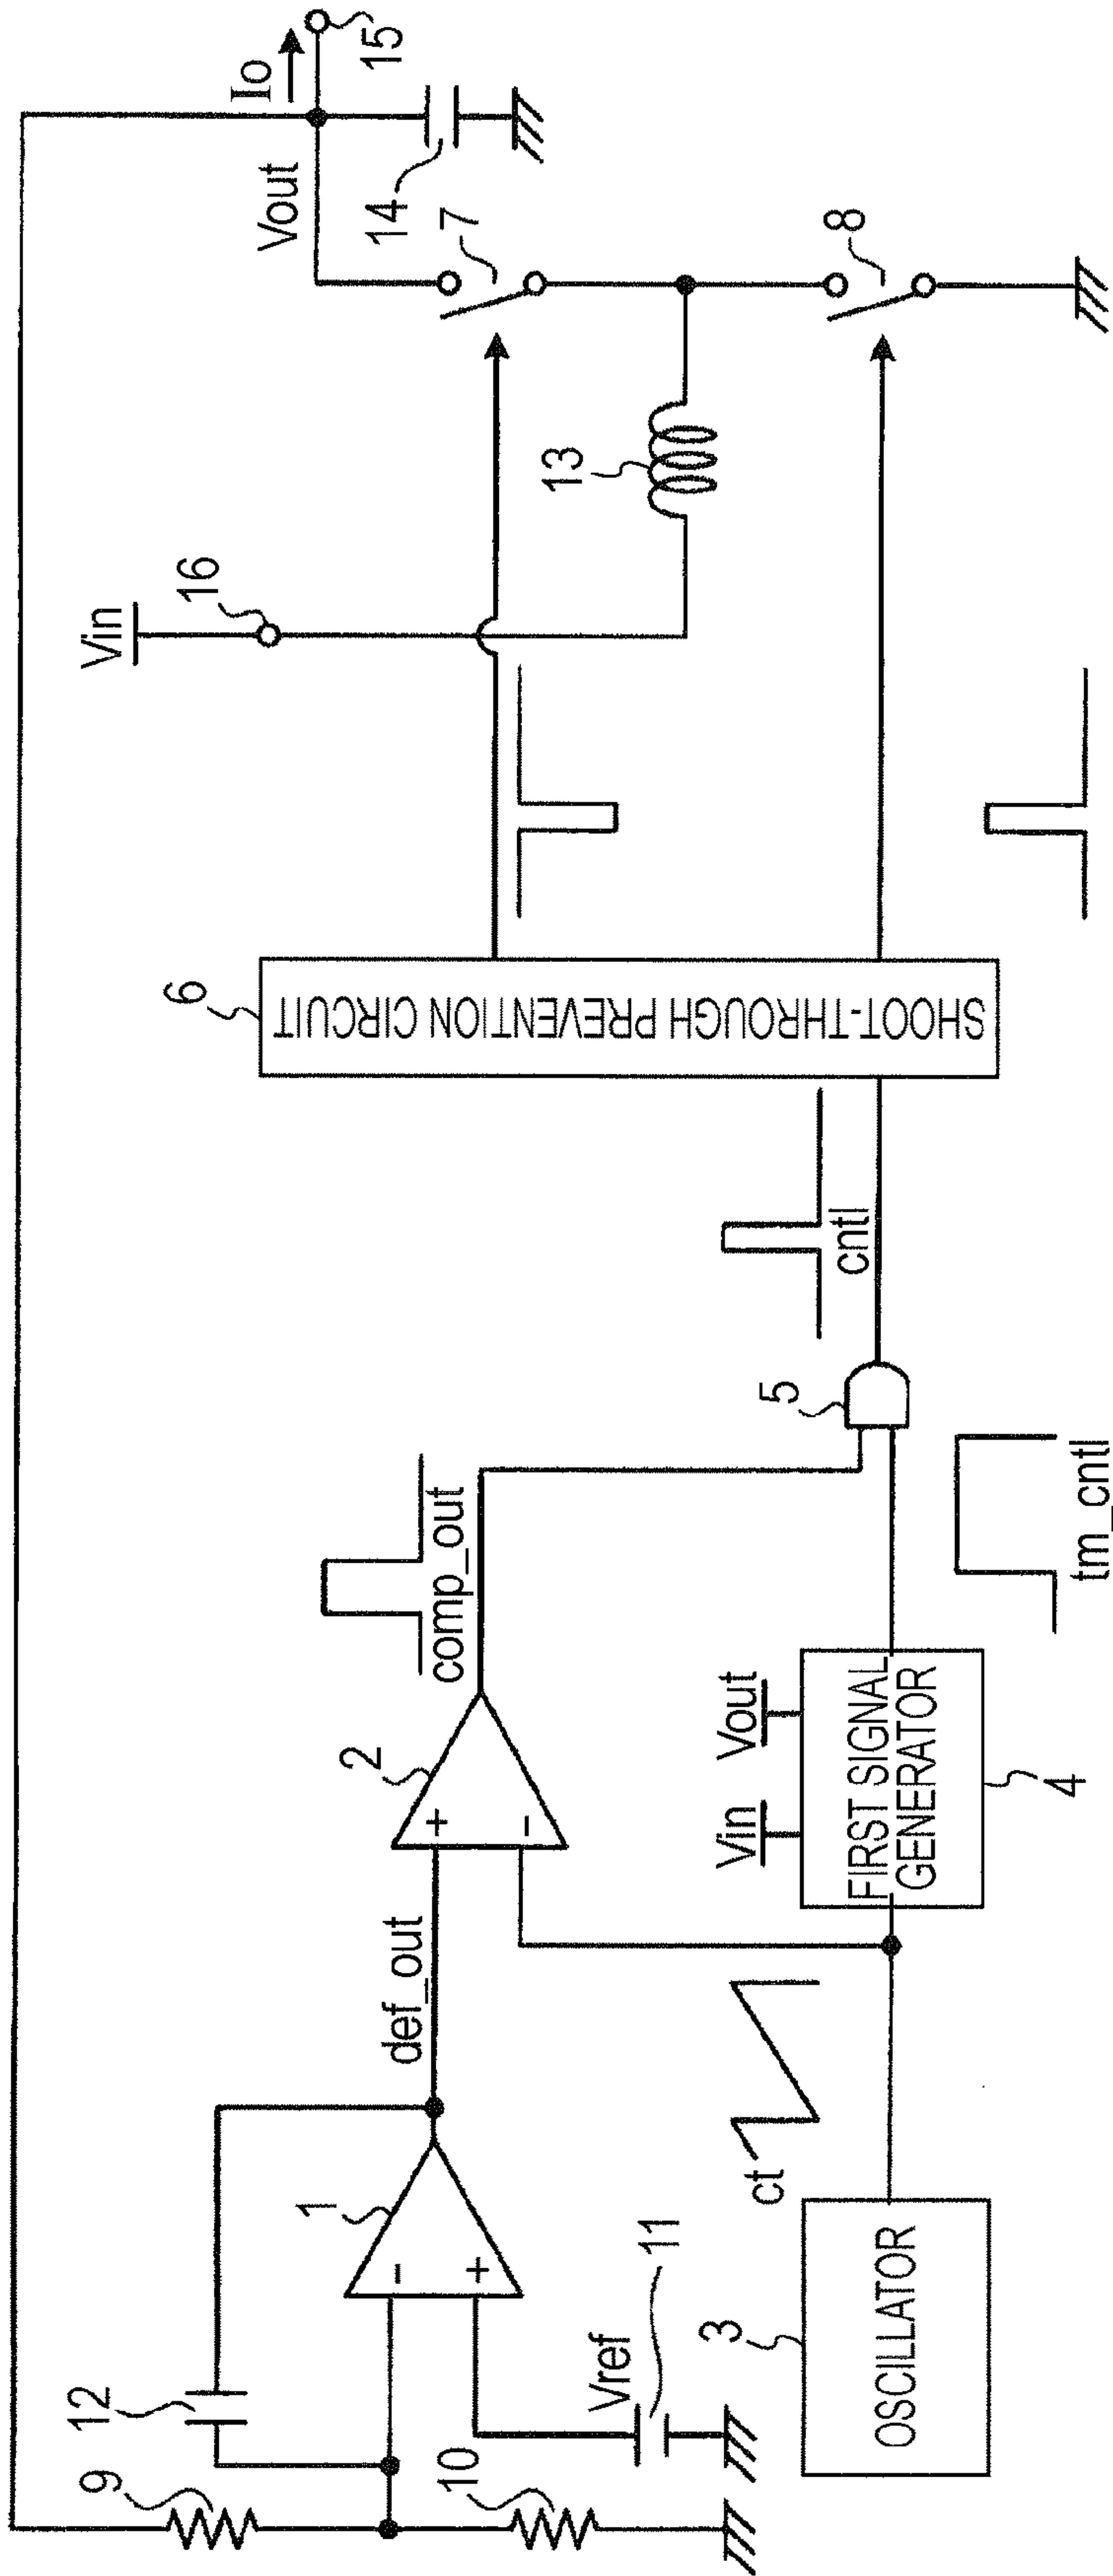 Vin
16
Vout
Io
15
14
7
13
8
6
SHOOT-THROUGH PREVENTION CIRCUIT
cntl
5
comp_out
2
+
-
def_out
12
9
1
-
+
10
Vref
11
Vin
Vout
FIRST SIGNAL
GENERATOR
4
tm_cntl
ct
3
OSCILLATOR